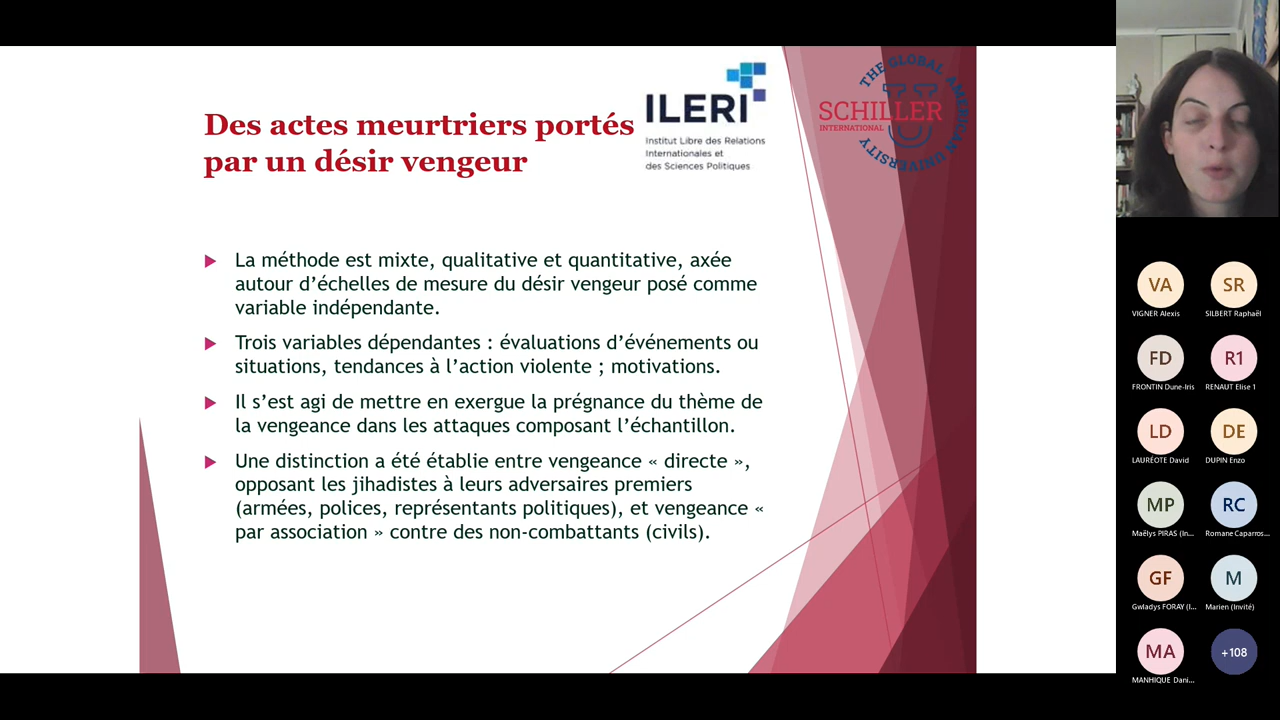 Des actes meurtriers portés
par un désir vengeur
ILERI
Institut Libre des Relations
Internationales et
des Sciences Politiques
THE GLOBAL AMERICAN UNIVERSITY
SCHILLER
INTERNATIONAL
U
La méthode est mixte, qualitative et quantitative, axée
autour d’échelles de mesure du désir vengeur posé comme
variable indépendante.
Trois variables dépendantes : évaluations d’événements ou
situations, tendances à l’action violente ; motivations.
Il s’est agi de mettre en exergue la prégnance du thème de
la vengeance dans les attaques composant l’échantillon.
Une distinction a été établie entre vengeance « directe »,
opposant les jihadistes à leurs adversaires premiers
(armées, polices, représentants politiques), et vengeance «
par association » contre des non-combattants (civils).
VA
SR
VIGNER Alexis
SILBERT Raphaël
FD
R1
FRONTIN Dune-Iris
RENAUT Elise 1
LD
DE
LAURÉOTE David
DUPIN Enzo
MP
RC
Maëlys PIRAS (In...
Romane Caparros...
GF
M
Gwladys FORAY (I...
Marien (Invité)
MA
+108
MANHIQUE Dani...